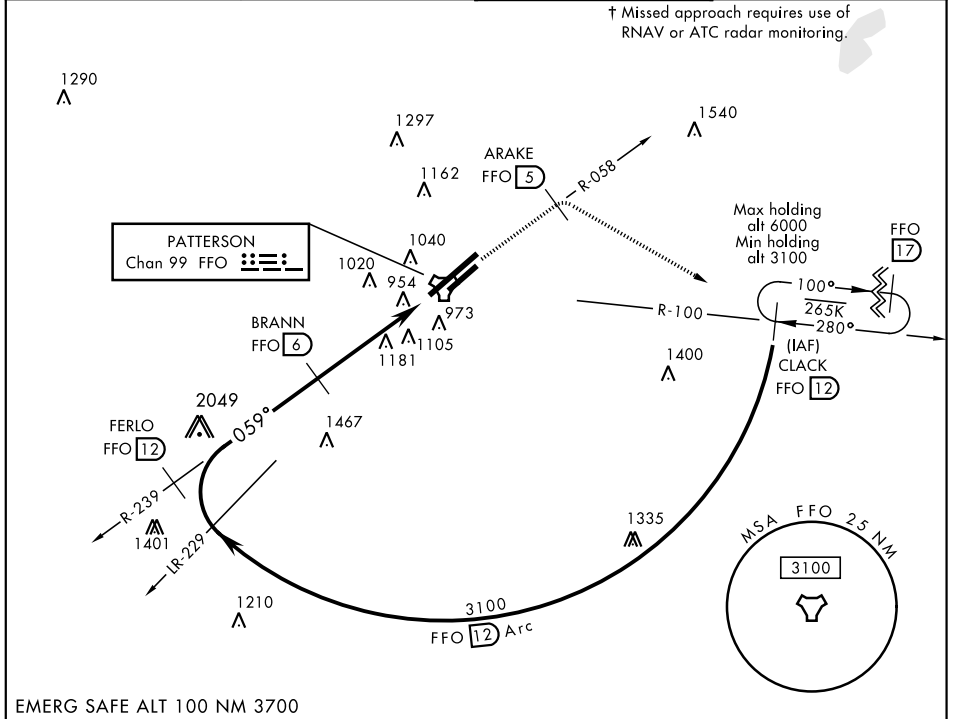 † Missed approach requires use of
RNAV or ATC radar monitoring.
1290
1297
1540
ARAKE
FFO 5
R-058
1162
Max holding
alt 6000
Min holding
alt 3100
FFO
17
PATTERSON
Chan 99 FFO
1040
1020
954
973
100°
265K
280°
R-100
BRANN
FFO 6
1105
1181
(IAF)
CLACK
FFO 12
1400
2049
059°
1467
FERLO
FFO 12
R-239
1401
LR-229
1335
MSA FFO 25 NM
3100
1210
3100
FFO 12 Arc
EMERG SAFE ALT 100 NM 3700